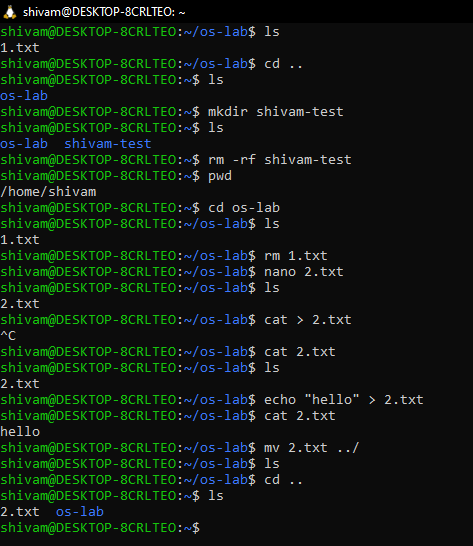 shivam@DESKTOP-8CRLTEO: ~
shivam@DESKTOP-8CRLTEO:~/os-lab$ ls
1.txt
shivam@DESKTOP-8CRLTEO:~/os-lab$ cd ..
shivam@DESKTOP-8CRLTEO:~$ ls
os-lab
shivam@DESKTOP-8CRLTEO:~$ mkdir shivam-test
shivam@DESKTOP-8CRLTEO:~$ ls
os-lab  shivam-test
shivam@DESKTOP-8CRLTEO:~$ rm -rf shivam-test
shivam@DESKTOP-8CRLTEO:~$ pwd
/home/shivam
shivam@DESKTOP-8CRLTEO:~$ cd os-lab
shivam@DESKTOP-8CRLTEO:~/os-lab$ ls
1.txt
shivam@DESKTOP-8CRLTEO:~/os-lab$ rm 1.txt
shivam@DESKTOP-8CRLTEO:~/os-lab$ nano 2.txt
shivam@DESKTOP-8CRLTEO:~/os-lab$ ls
2.txt
shivam@DESKTOP-8CRLTEO:~/os-lab$ cat > 2.txt
^C
shivam@DESKTOP-8CRLTEO:~/os-lab$ cat 2.txt
shivam@DESKTOP-8CRLTEO:~/os-lab$ ls
2.txt
shivam@DESKTOP-8CRLTEO:~/os-lab$ echo "hello" > 2.txt
shivam@DESKTOP-8CRLTEO:~/os-lab$ cat 2.txt
hello
shivam@DESKTOP-8CRLTEO:~/os-lab$ mv 2.txt ../
shivam@DESKTOP-8CRLTEO:~/os-lab$ ls
shivam@DESKTOP-8CRLTEO:~/os-lab$ cd ..
shivam@DESKTOP-8CRLTEO:~$ ls
2.txt  os-lab
shivam@DESKTOP-8CRLTEO:~$